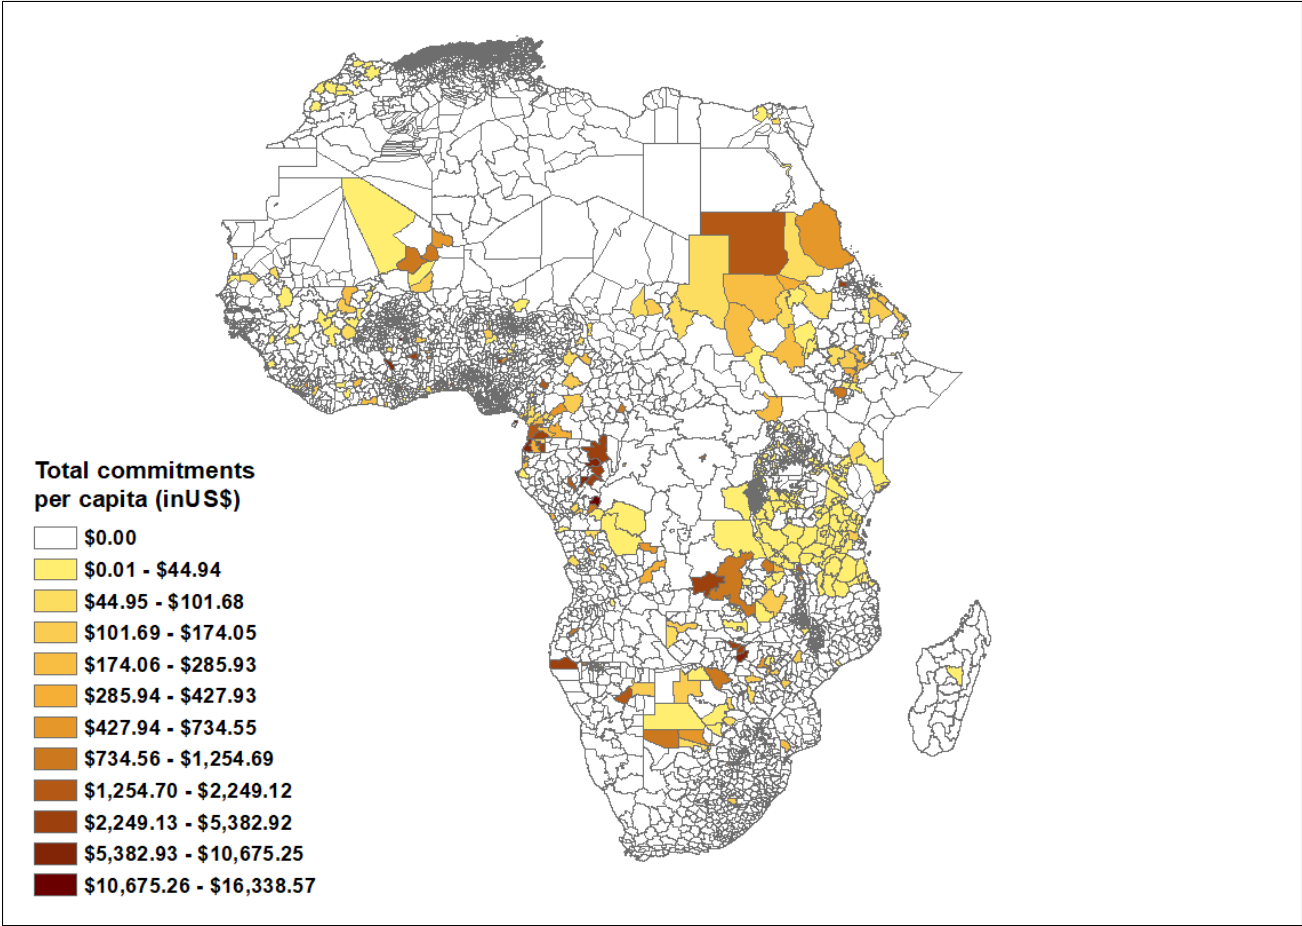 Total commitments
per capita (inUS$)
$0.00
$0.01 - $44.94
$44.95 - $101.68
$101.69 - $174.05
$174.06 - $285.93
$285.94 - $427.93
$427.94 - $734.55
$734.56 - $1,254.69
$1,254.70 - $2,249.12
$2,249.13 - $5,382.92
$5,382.93 - $10,675.25
$10,675.26 - $16,338.57